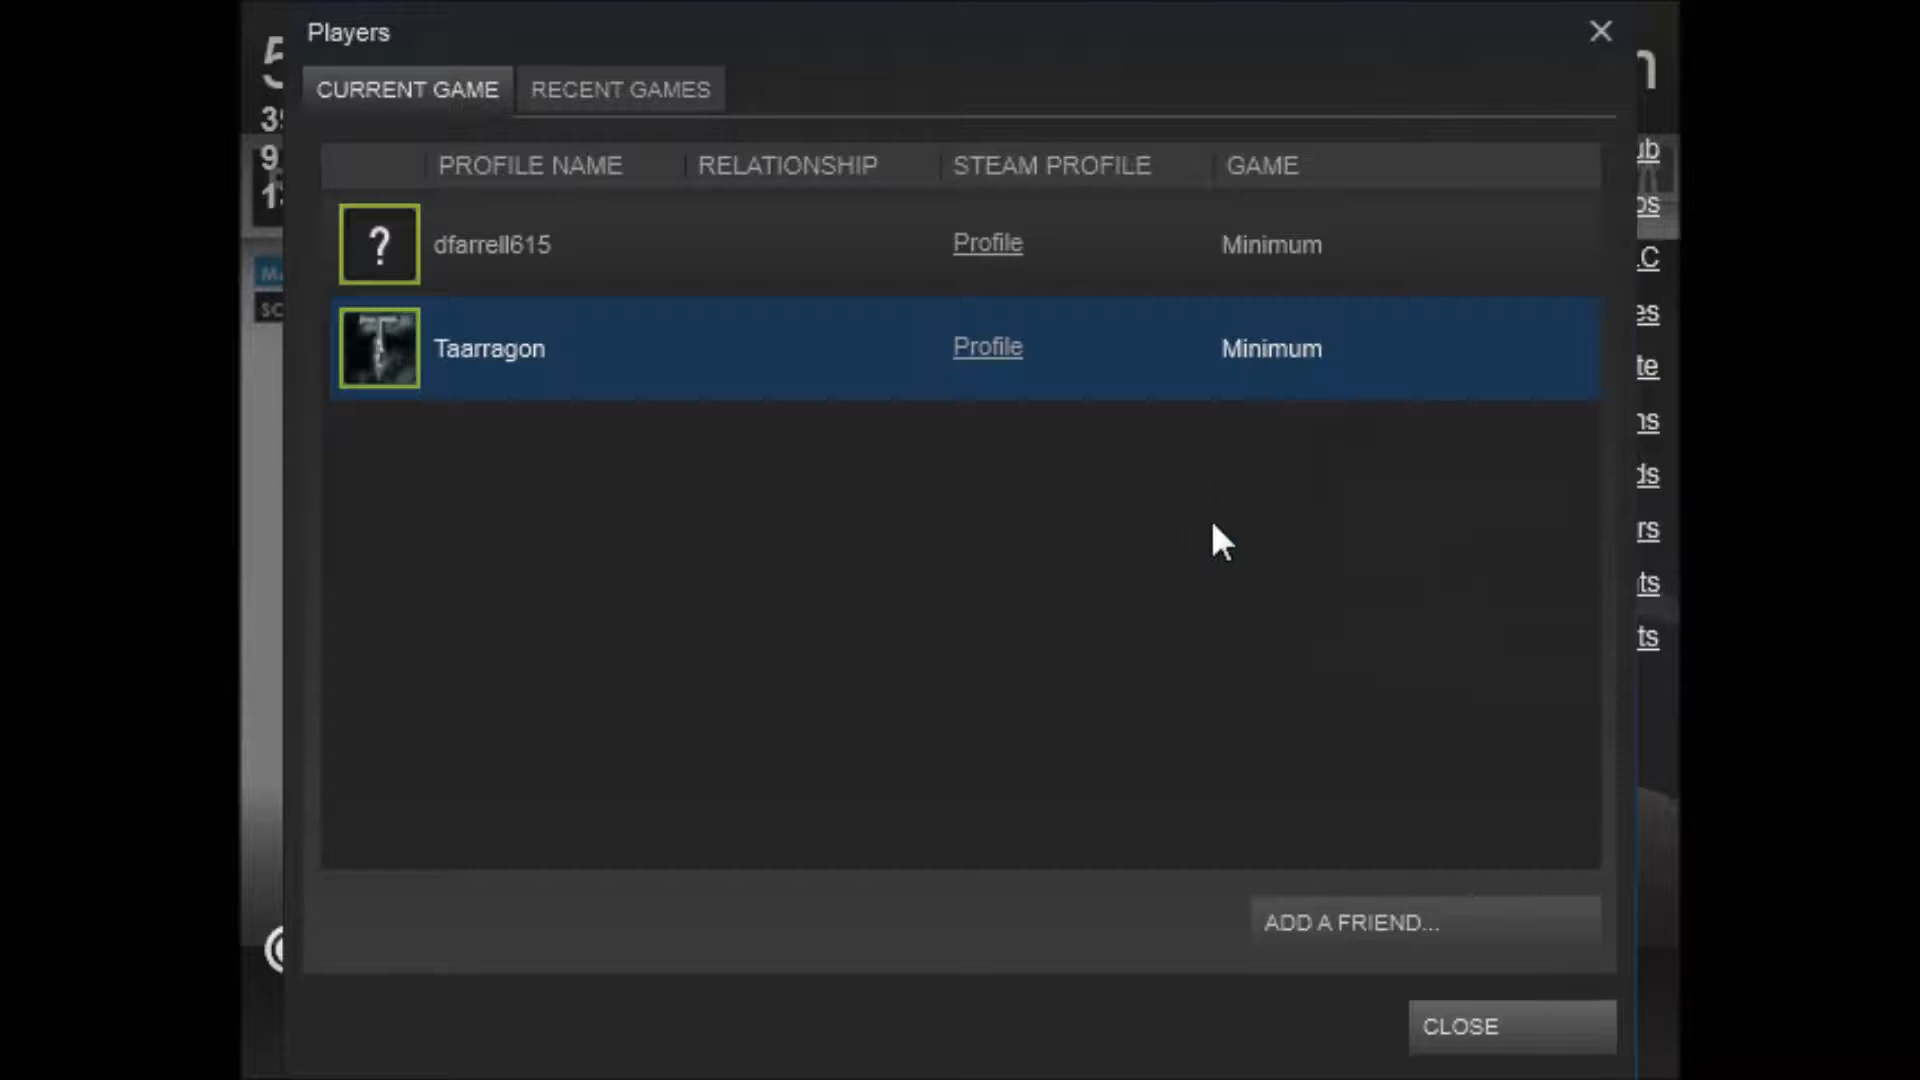 Players
CURRENT GAME
RECENT GAMES
PROFILE NAME
RELATIONSHIP
STEAM PROFILE
GAME
?
dfarrell615
Profile
Minimum
Taarragon
Profile
Minimum
ADD A FRIEND...
CLOSE